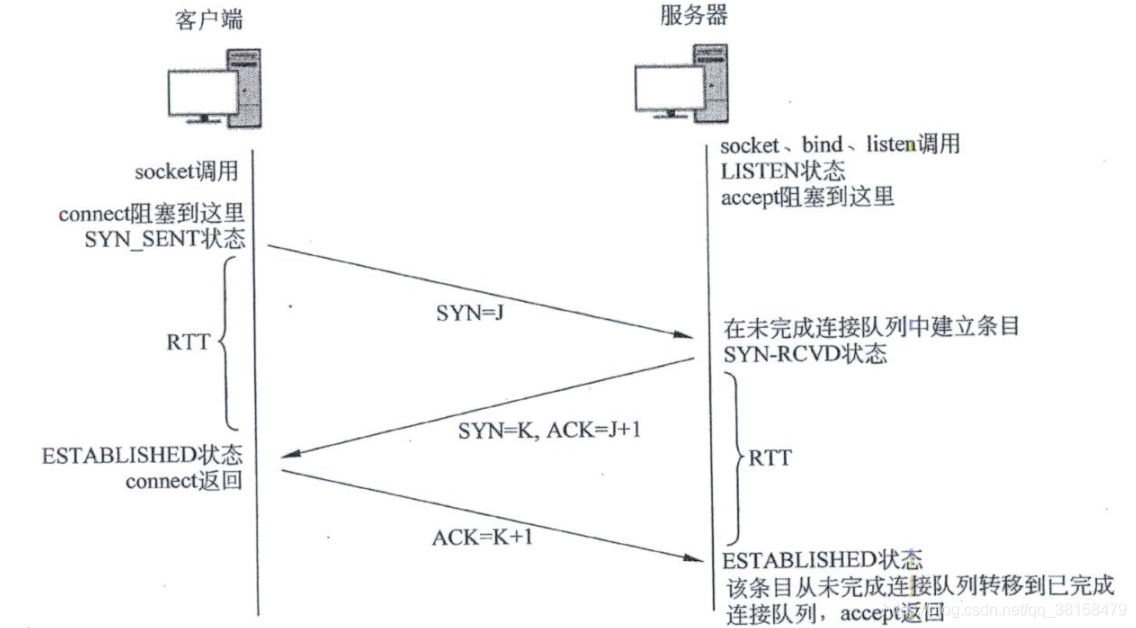 客户端
服务器
socket调用
connect阻塞到这里
SYN_SENT状态
socket、bind、listen调用
LISTEN状态
accept阻塞到这里
SYN=J
RTT
在未完成连接队列中建立条目
SYN-RCVD状态
SYN=K, ACK=J+1
ESTABLISHED状态
connect返回
RTT
ACK=K+1
ESTABLISHED状态
该条目从未完成连接队列转移到已完成
连接队列，accept返回
blog.csdn.net/qq_38158479